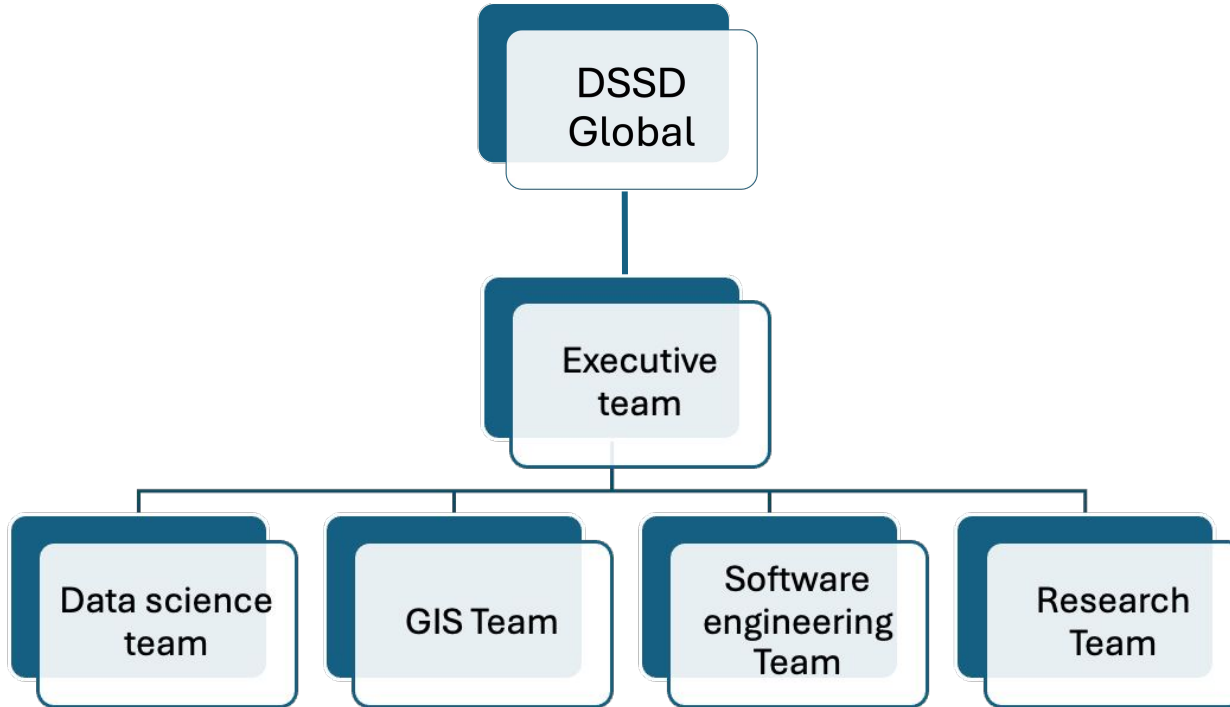 DSSD
Global
Executive
team
Data science
team
GIS Team
Software
engineering
Team
Research
Team